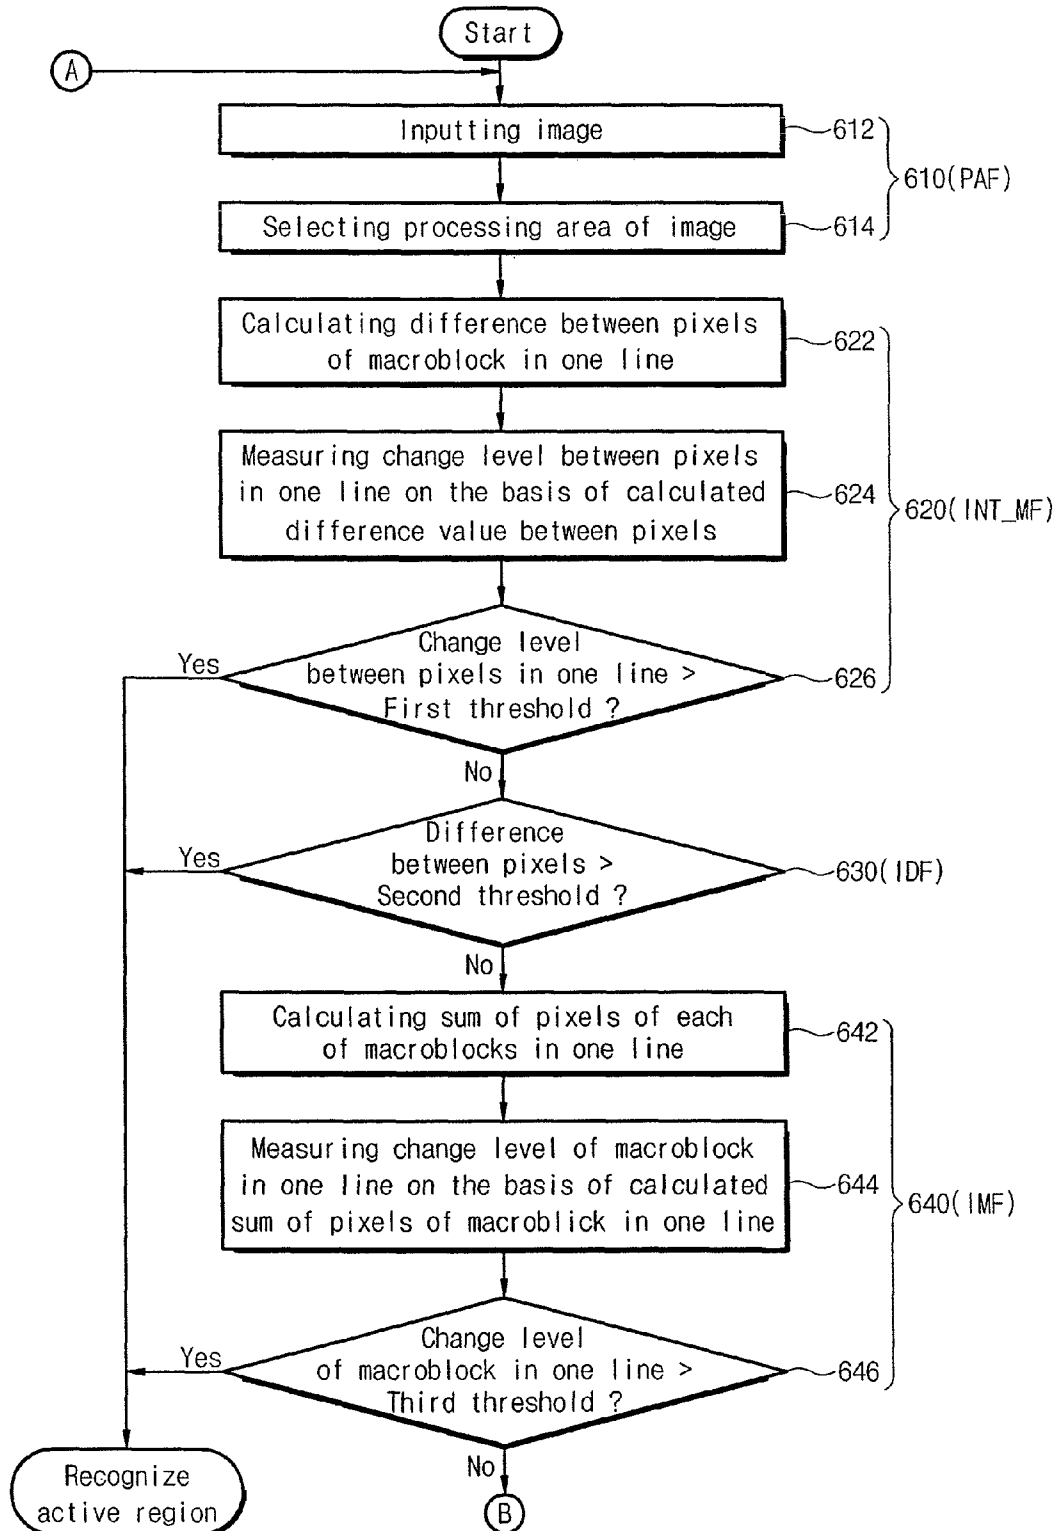 Start
A
Inputting image
612
610(PAF)
Selecting processing area of image
614
Calculating difference between pixels
of macroblock in one line
622
Measuring change level between pixels
in one line on the basis of calculated
difference value between pixels
624
620(INT_MF)
Change level
between pixels in one line >
First threshold ?
Yes
626
No
Difference
between pixels >
Second threshold ?
Yes
630(IDF)
No
Calculating sum of pixels of each
of macroblocks in one line
642
Measuring change level of macroblock
in one line on the basis of calculated
sum of pixels of macroblick in one line
644
640(IMF)
Change level
of macroblock in one line >
Third threshold ?
Yes
646
No
Recognize
active region
B